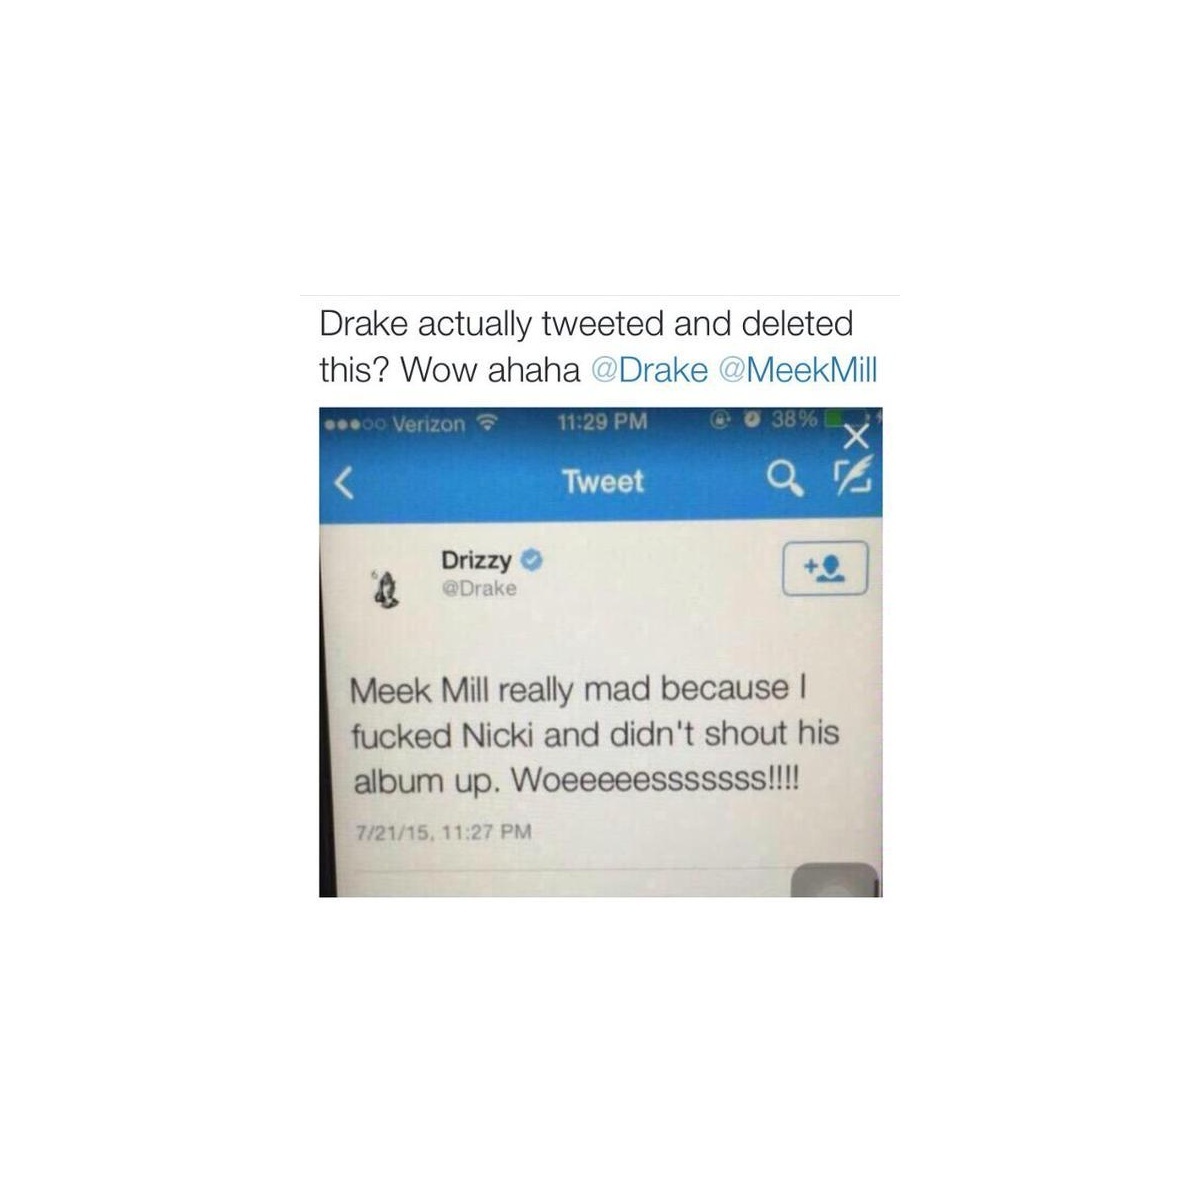 Drake actually tweeted and deleted
this? Wow ahaha @Drake @MeekMill
Verizon 11:29 PM 38%
Tweet
Drizzy
@Drake
Meek Mill really mad because I
fucked Nicki and didn't shout his
album up. Woeeeeesssssss!!!!
7/21/15, 11:27 PM